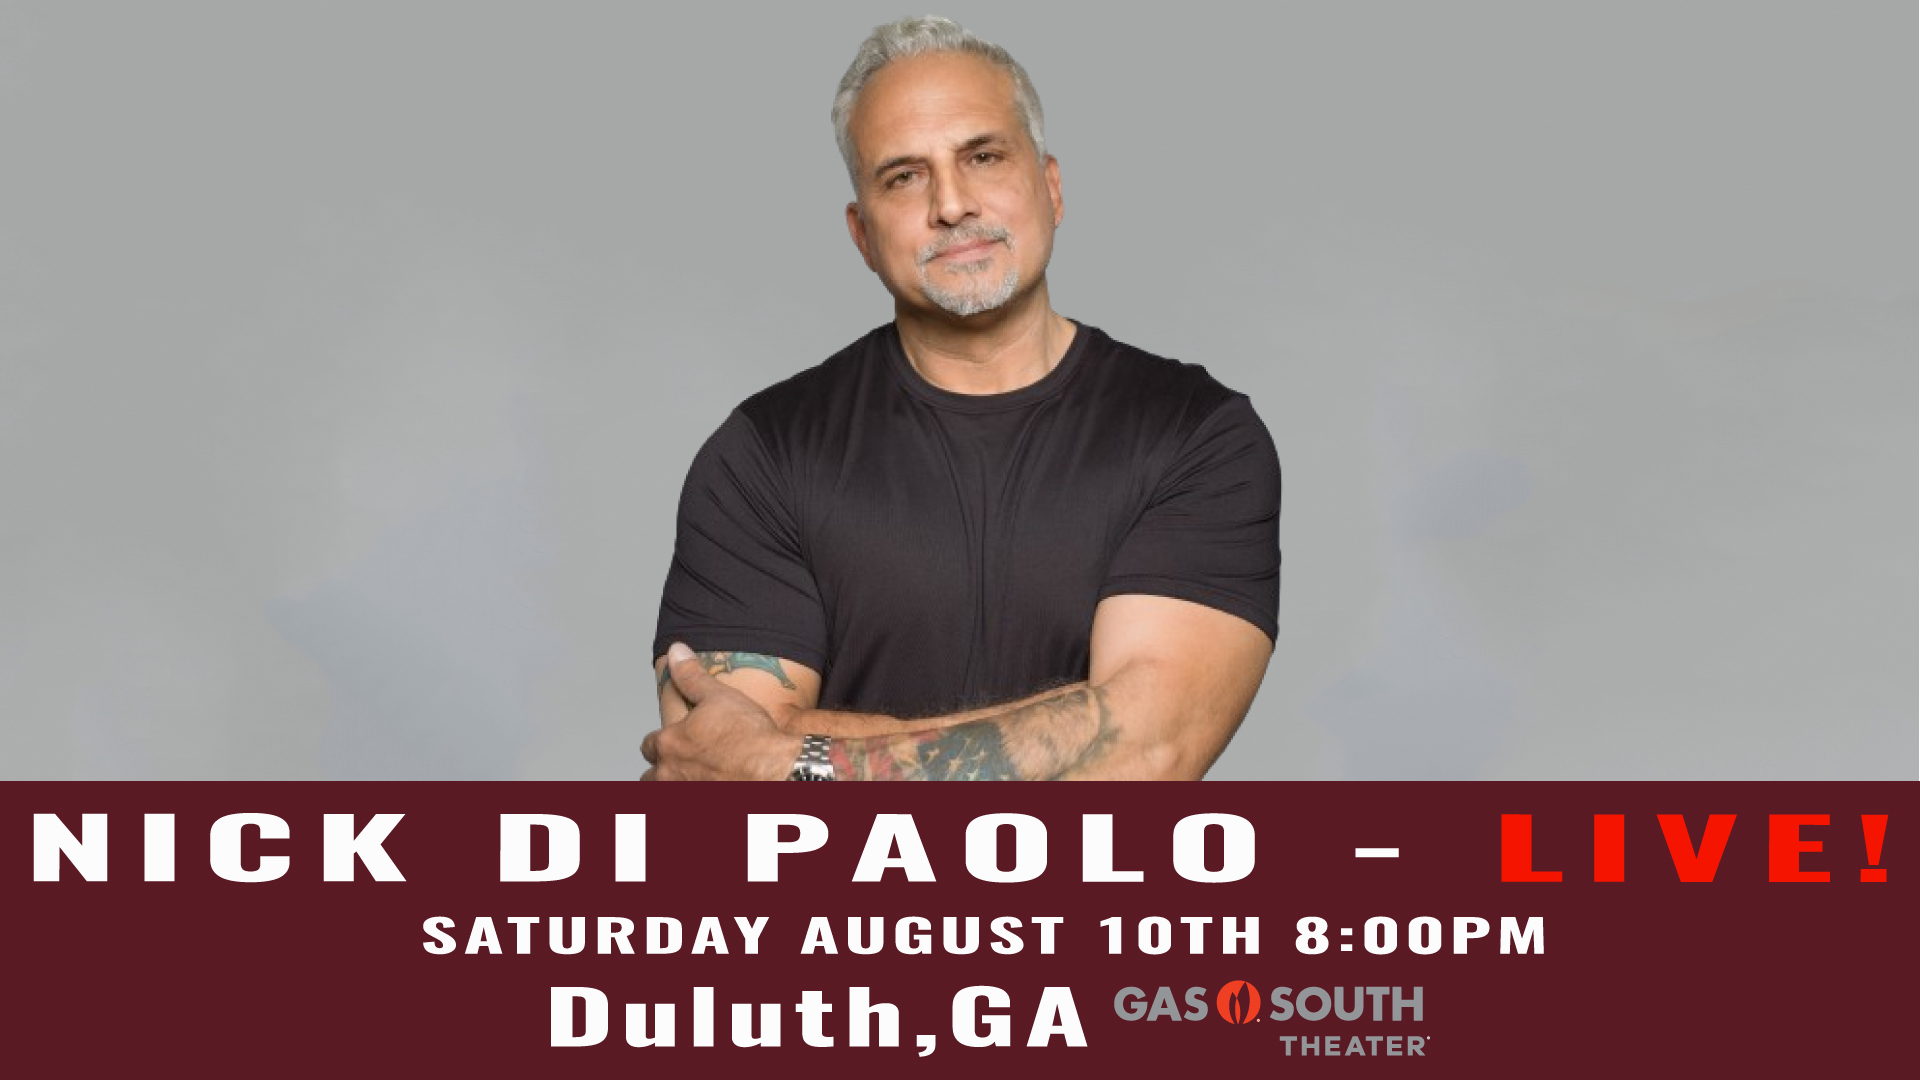 NICK DI PAOLO - LIVE!
SATURDAY AUGUST 10TH 8:00PM
Duluth,GA GAS SOUTH
THEATER